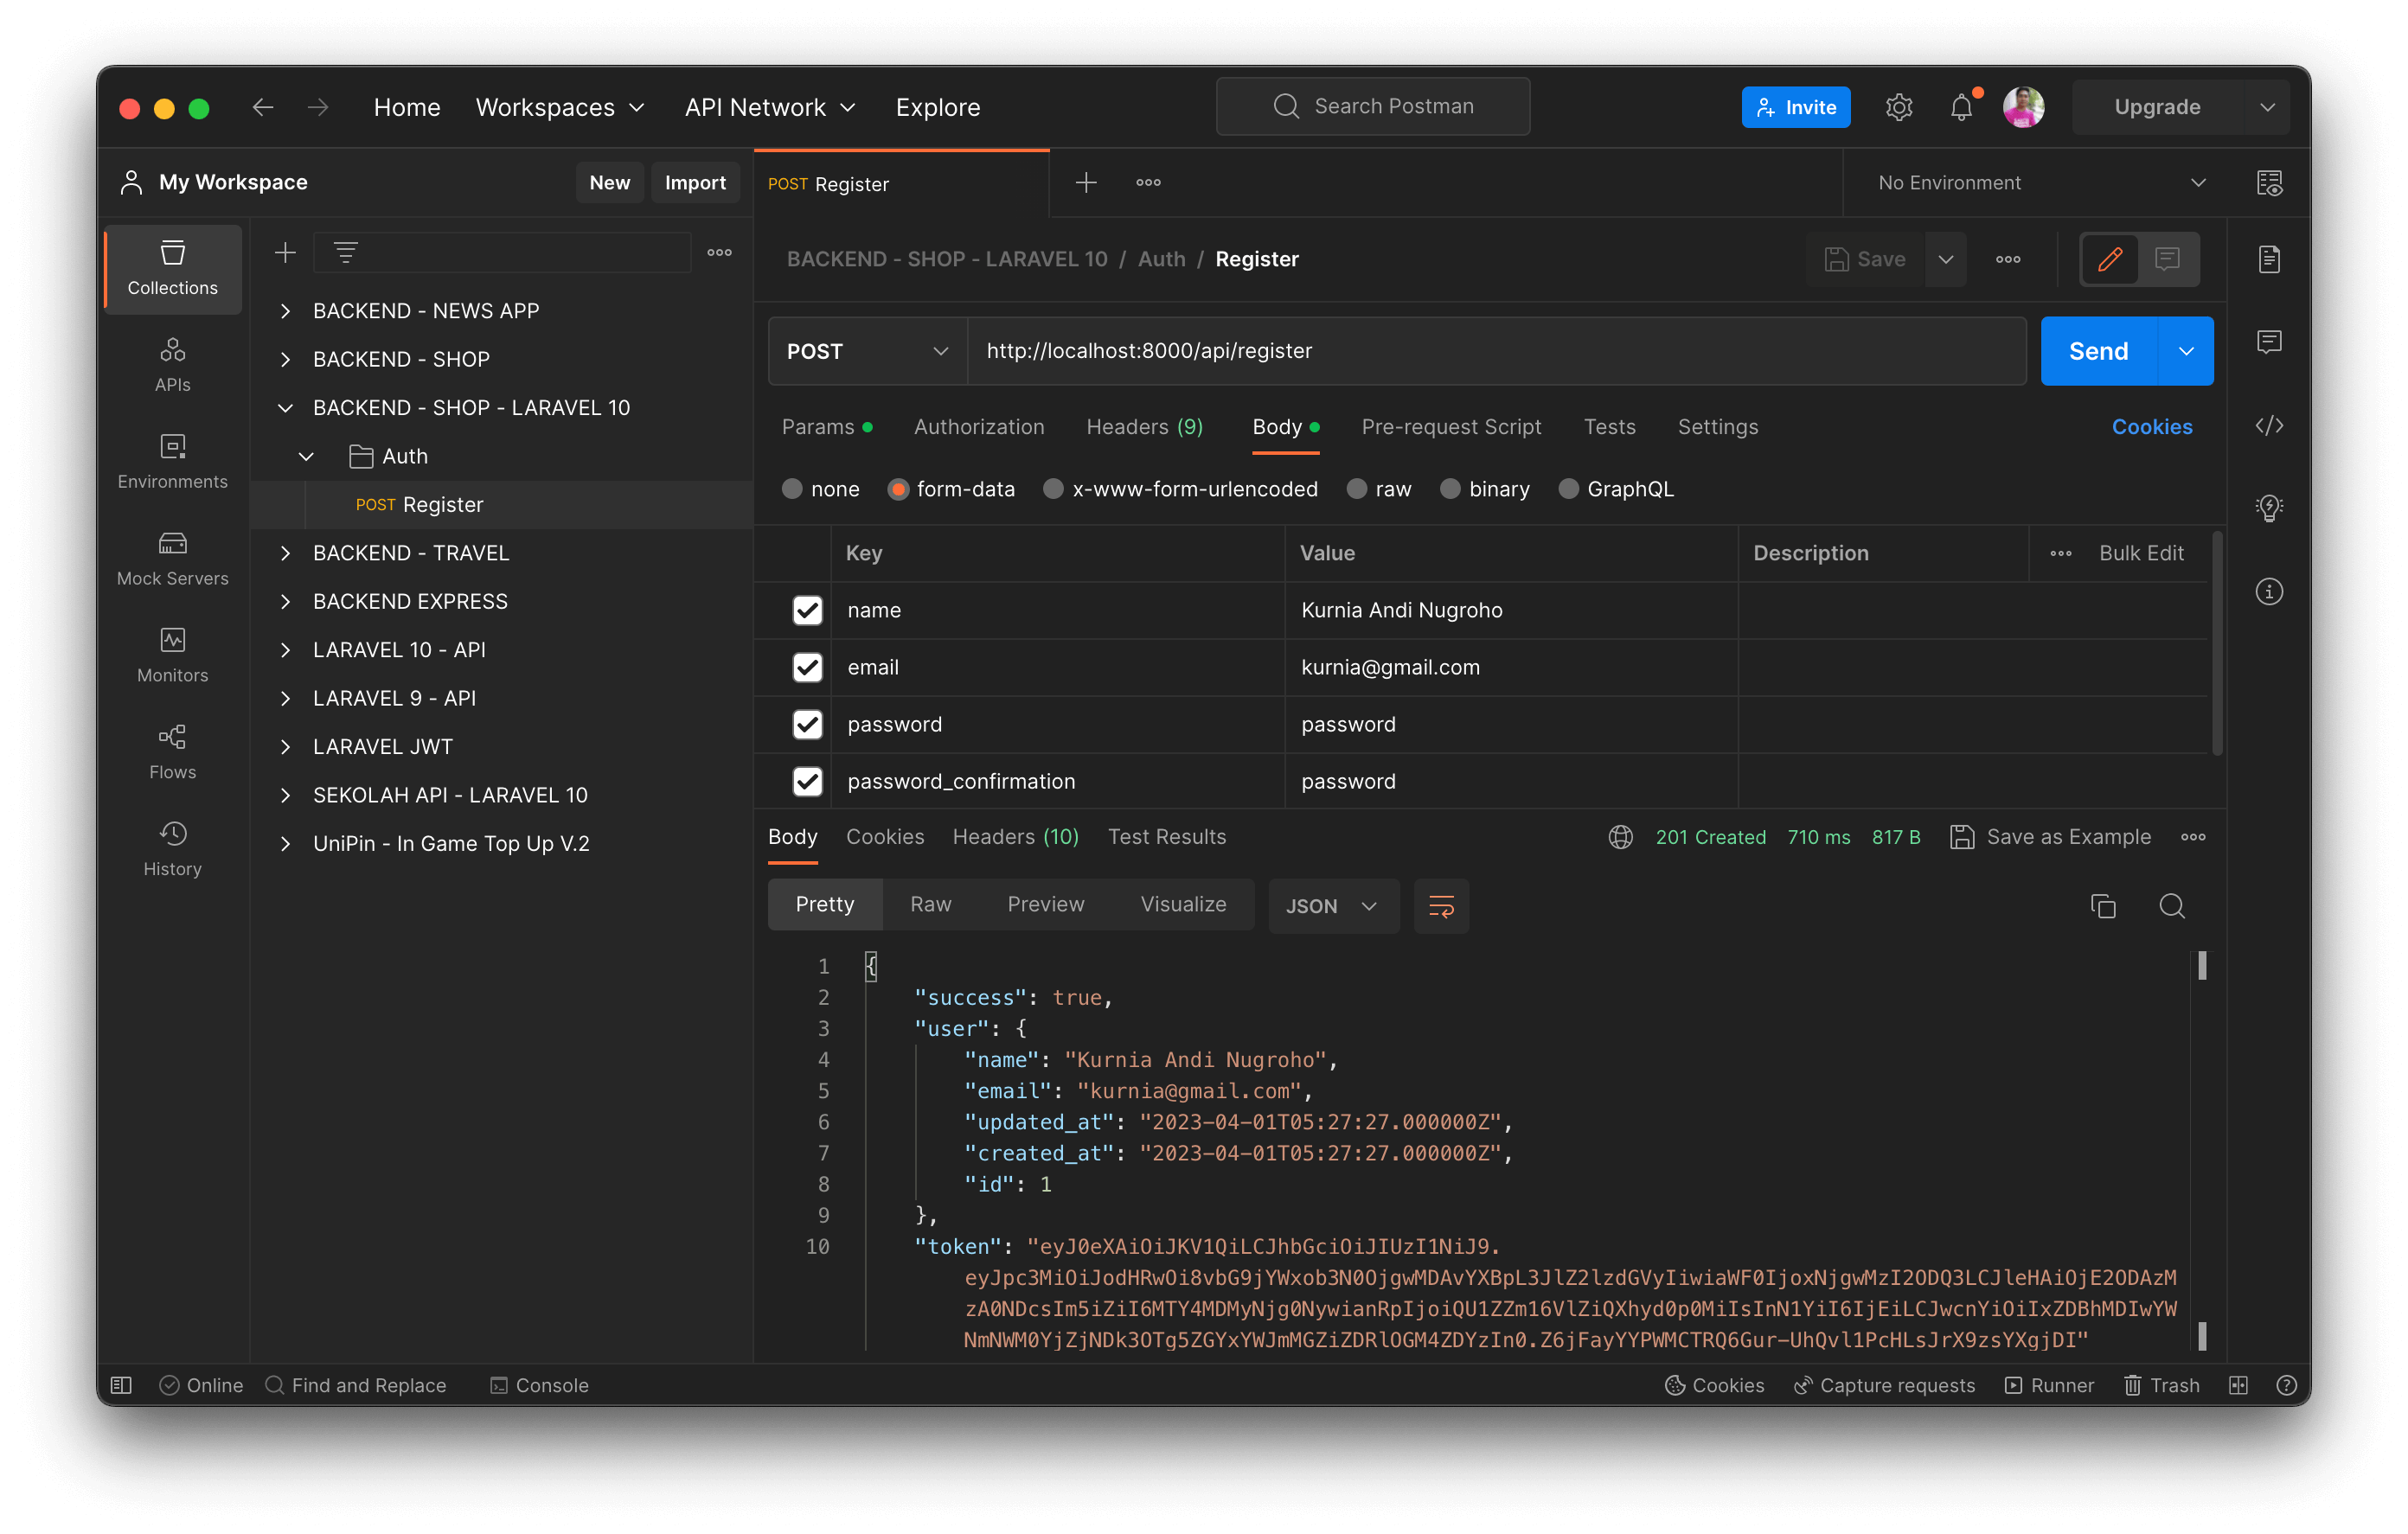 Home Workspaces API Network Explore Search Postman Invite Upgrade
My Workspace New Import POST Register No Environment
Collections
APIs
Environments
Mock Servers
Monitors
Flows
History
BACKEND - NEWS APP
BACKEND - SHOP
BACKEND - SHOP - LARAVEL 10
Auth
POST Register
BACKEND - TRAVEL
BACKEND EXPRESS
LARAVEL 10 - API
LARAVEL 9 - API
LARAVEL JWT
SEKOLAH API - LARAVEL 10
UniPin - In Game Top Up V.2
BACKEND - SHOP - LARAVEL 10 / Auth / Register Save
POST http://localhost:8000/api/register Send
Params Authorization Headers (9) Body Pre-request Script Tests Settings Cookies
none form-data x-www-form-urlencoded raw binary GraphQL
Key Value Description Bulk Edit
name Kurnia Andi Nugroho
email kurnia@gmail.com
password password
password_confirmation password
Body Cookies Headers (10) Test Results 201 Created 710 ms 817 B Save as Example
Pretty Raw Preview Visualize JSON
1 {
2 "success": true,
3 "user": {
4 "name": "Kurnia Andi Nugroho",
5 "email": "kurnia@gmail.com",
6 "updated_at": "2023-04-01T05:27:27.000000Z",
7 "created_at": "2023-04-01T05:27:27.000000Z",
8 "id": 1
9 },
10 "token": "eyJ0eXAiOiJKV1QiLCJhbGciOiJIUzI1NiJ9.
eyJpc3MiOiJodHRwOi8vbG9jYWxob3N0OjgwMDAvYXBpL3JlZ2lzdGVyIiwiaWF0IjoxNjgwMzI2ODQ3LCJleHAiOjE2ODAzM
zA0NDcsIm5iZiI6MTY4MDMyNjg0NywianRpIjoiQU1ZZm16VlZiQXhyd0p0MiIsInN1YiI6IjEiLCJwcnYiOiIxZDBhMDIwYW
NmNWM0YjZjNDk3OTg5ZGYxYWJmMGZiZDRlOGM4ZDYzIn0.Z6jFayYYPWMCTRQ6Gur-UhQvl1PcHLsJrX9zsYXgjDI"
Online Find and Replace Console Cookies Capture requests Runner Trash